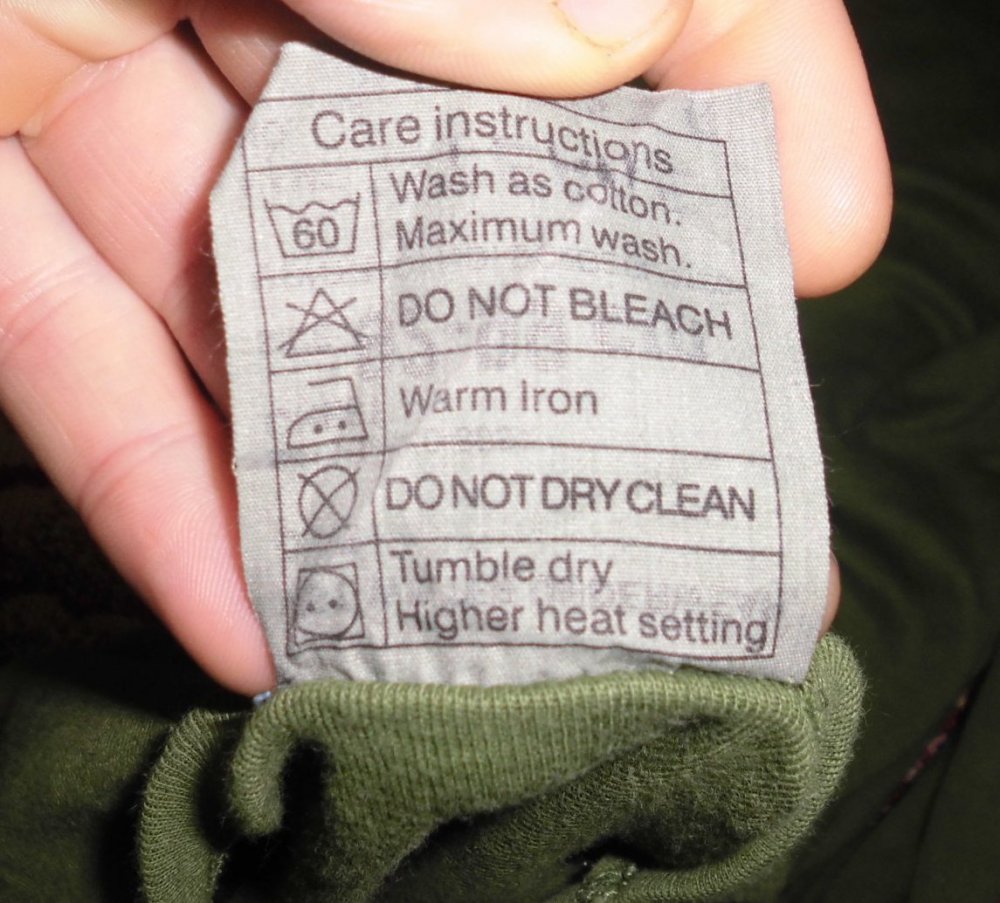 Care instructions
60
Wash as cotton.
Maximum wash.
DO NOT BLEACH
Warm Iron
DO NOT DRY CLEAN
Tumble dry
Higher heat setting